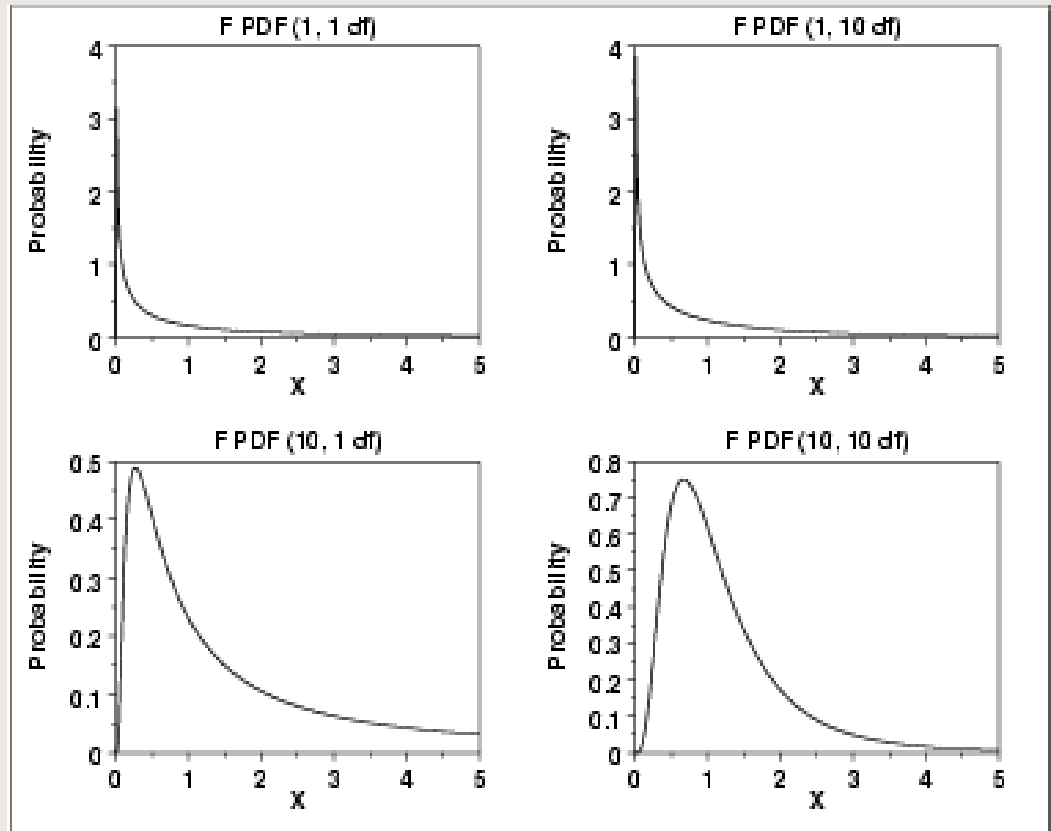 F PDF (1, 1 df)
4
3
2
1
0
Probability
0 1 2 3 4 5
X
F PDF (1, 10 df)
4
3
2
1
0
Probability
0 1 2 3 4 5
X
F PDF (10, 1 df)
0.5
0.4
0.3
0.2
0.1
0
Probability
0 1 2 3 4 5
X
F PDF (10, 10 df)
0.8
0.7
0.6
0.5
0.4
0.3
0.2
0.1
0
Probability
0 1 2 3 4 5
X